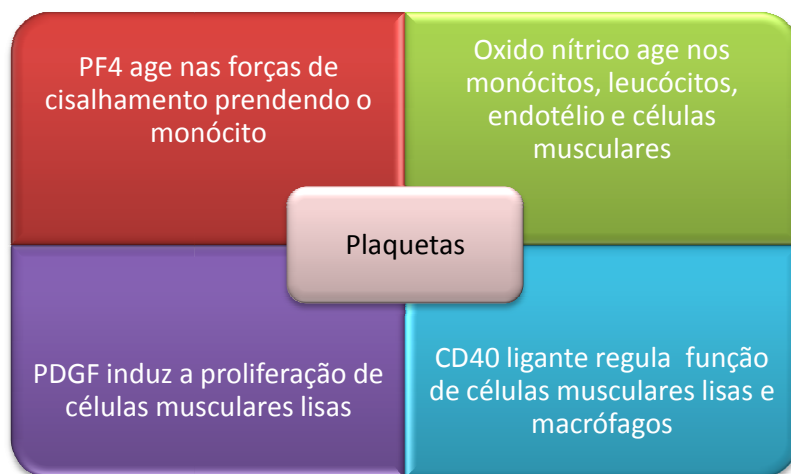 PF4 age nas forças de
cisalhamento prendendo o
monócito
Oxido nítrico age nos
monócitos, leucócitos,
endotélio e células
musculares
Plaquetas
PDGF induz a proliferação de
células musculares lisas
CD40 ligante regula função
de células musculares lisas e
macrófagos